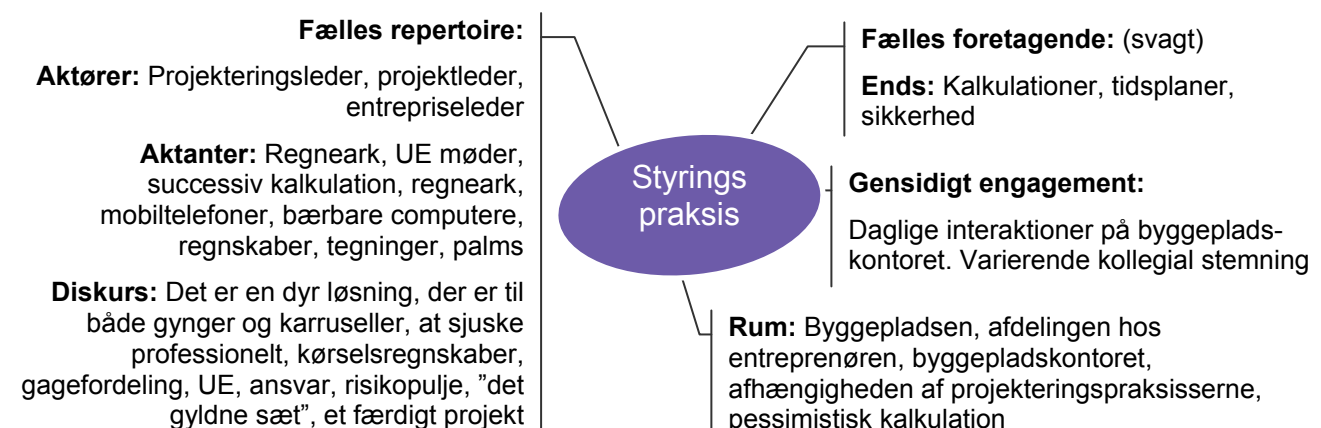 Fælles repertoire:
Aktører: Projekteringsleder, projektleder,
entrepriseleder
Aktanter: Regneark, UE møder,
successiv kalkulation, regneark,
mobiltelefoner, bærbare computere,
regnskaber, tegninger, palms
Diskurs: Det er en dyr løsning, der er til
både gynger og karruseller, at sjuske
professionelt, kørselsregnskaber,
gagefordeling, UE, ansvar, risikopulje, ”det
gyldne sæt”, et færdigt projekt
Styrings
praksis
Fælles foretagende: (svagt)
Ends: Kalkulationer, tidsplaner,
sikkerhed
Gensidigt engagement:
Daglige interaktioner på byggeplads-
kontoret. Varierende kollegial stemning
Rum: Byggepladsen, afdelingen hos
entreprenøren, byggepladskontoret,
afhængigheden af projekteringspraksisserne,
pessimistisk kalkulation